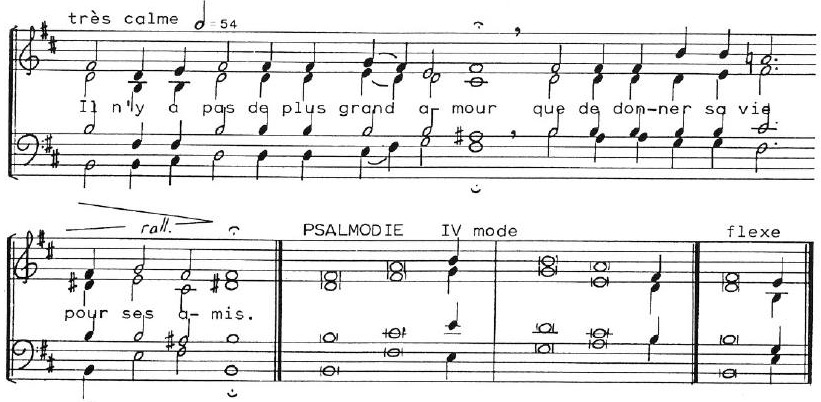 très calme = 54
Il n'y a pas de plus grand a- mour que de don-ner sa vie
rall. PSALMODIE IV mode flexe
pour ses a- mis.